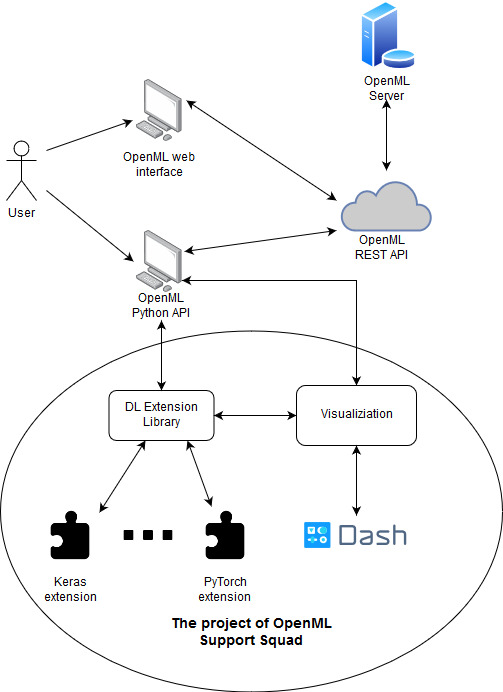 OpenML
Server
OpenML web
interface
User
OpenML
REST API
OpenML
Python API
DL Extension
Library
Visualiziation
Dash
Keras
extension
PyTorch
extension
The project of OpenML
Support Squad